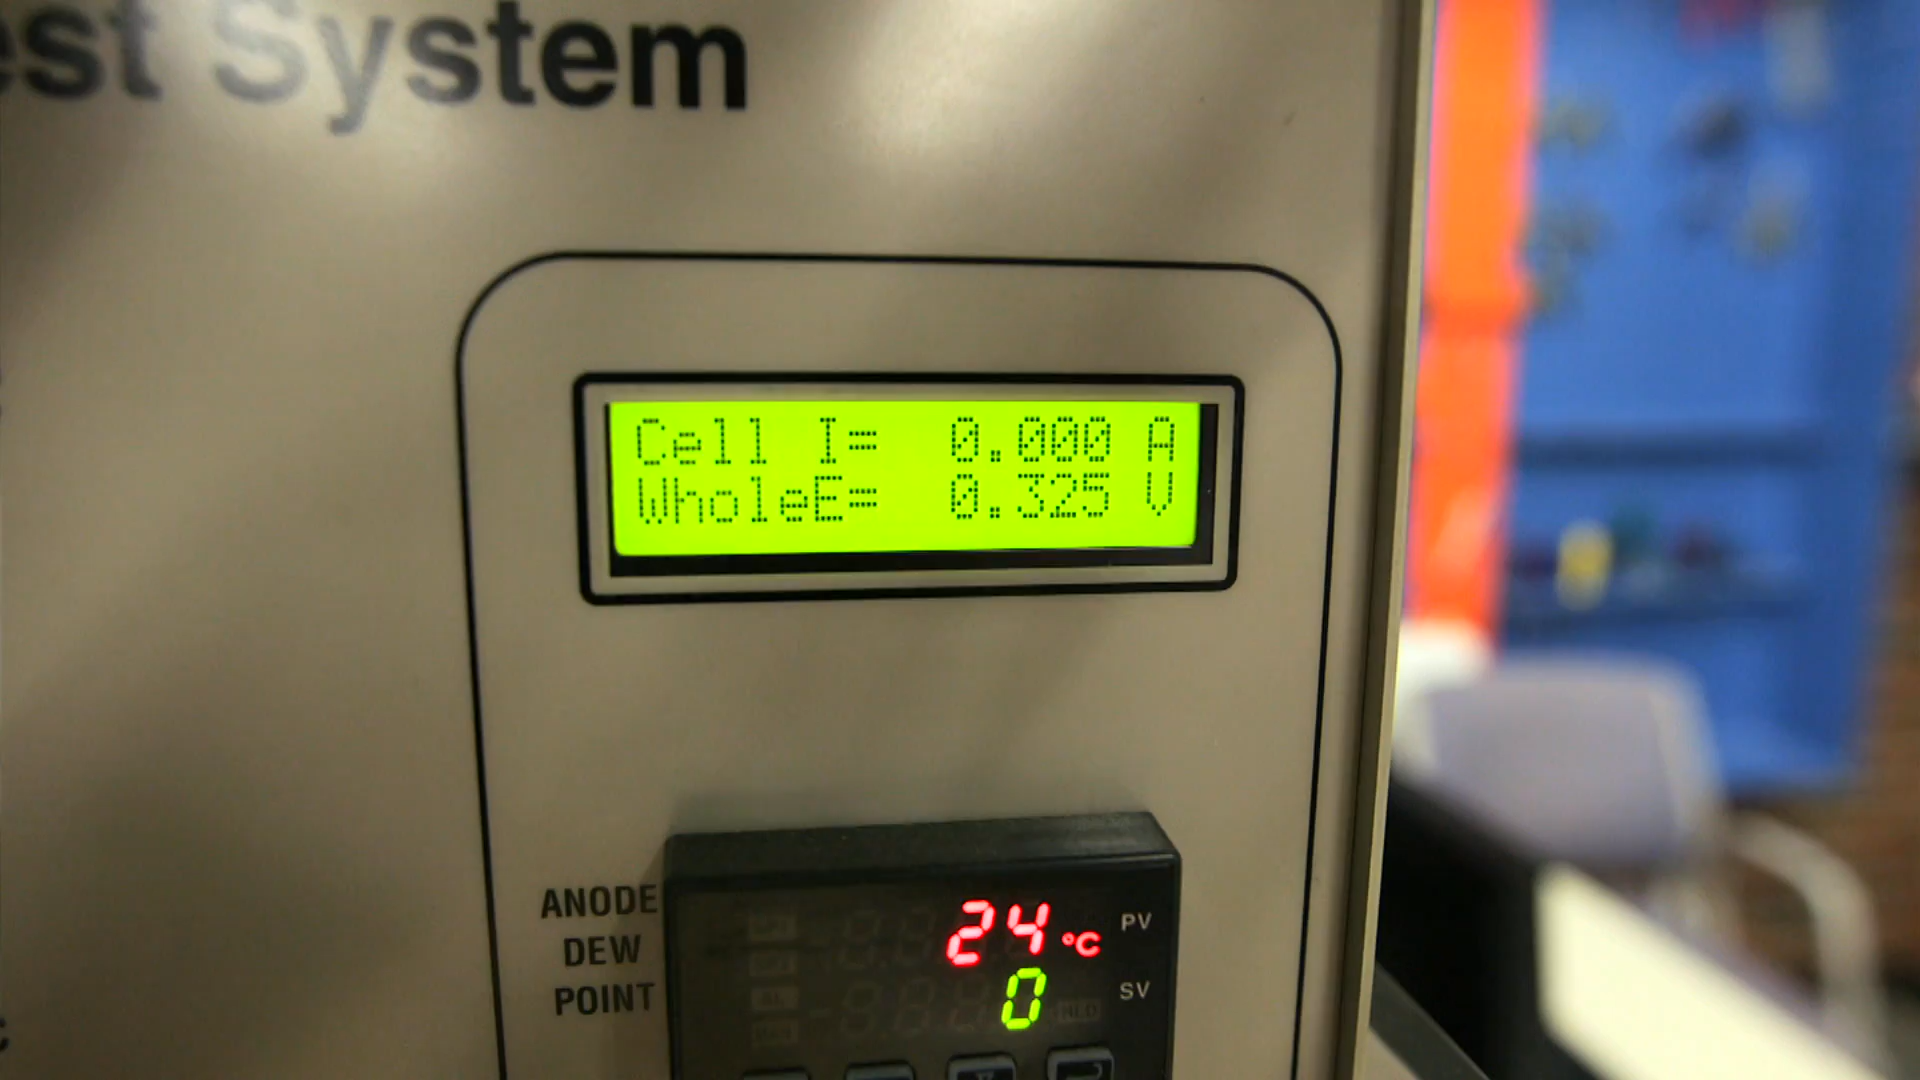 est System
Cell I= 0.000 A
WholeE= 0.325 V
ANODE
DEW
POINT
24 °C PV
0 SV